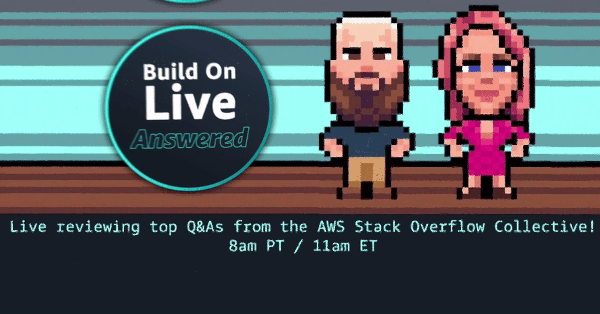 Build On
Live
Answered
Live reviewing top Q&As from the AWS Stack Overflow Collective!
8am PT / 11am ET